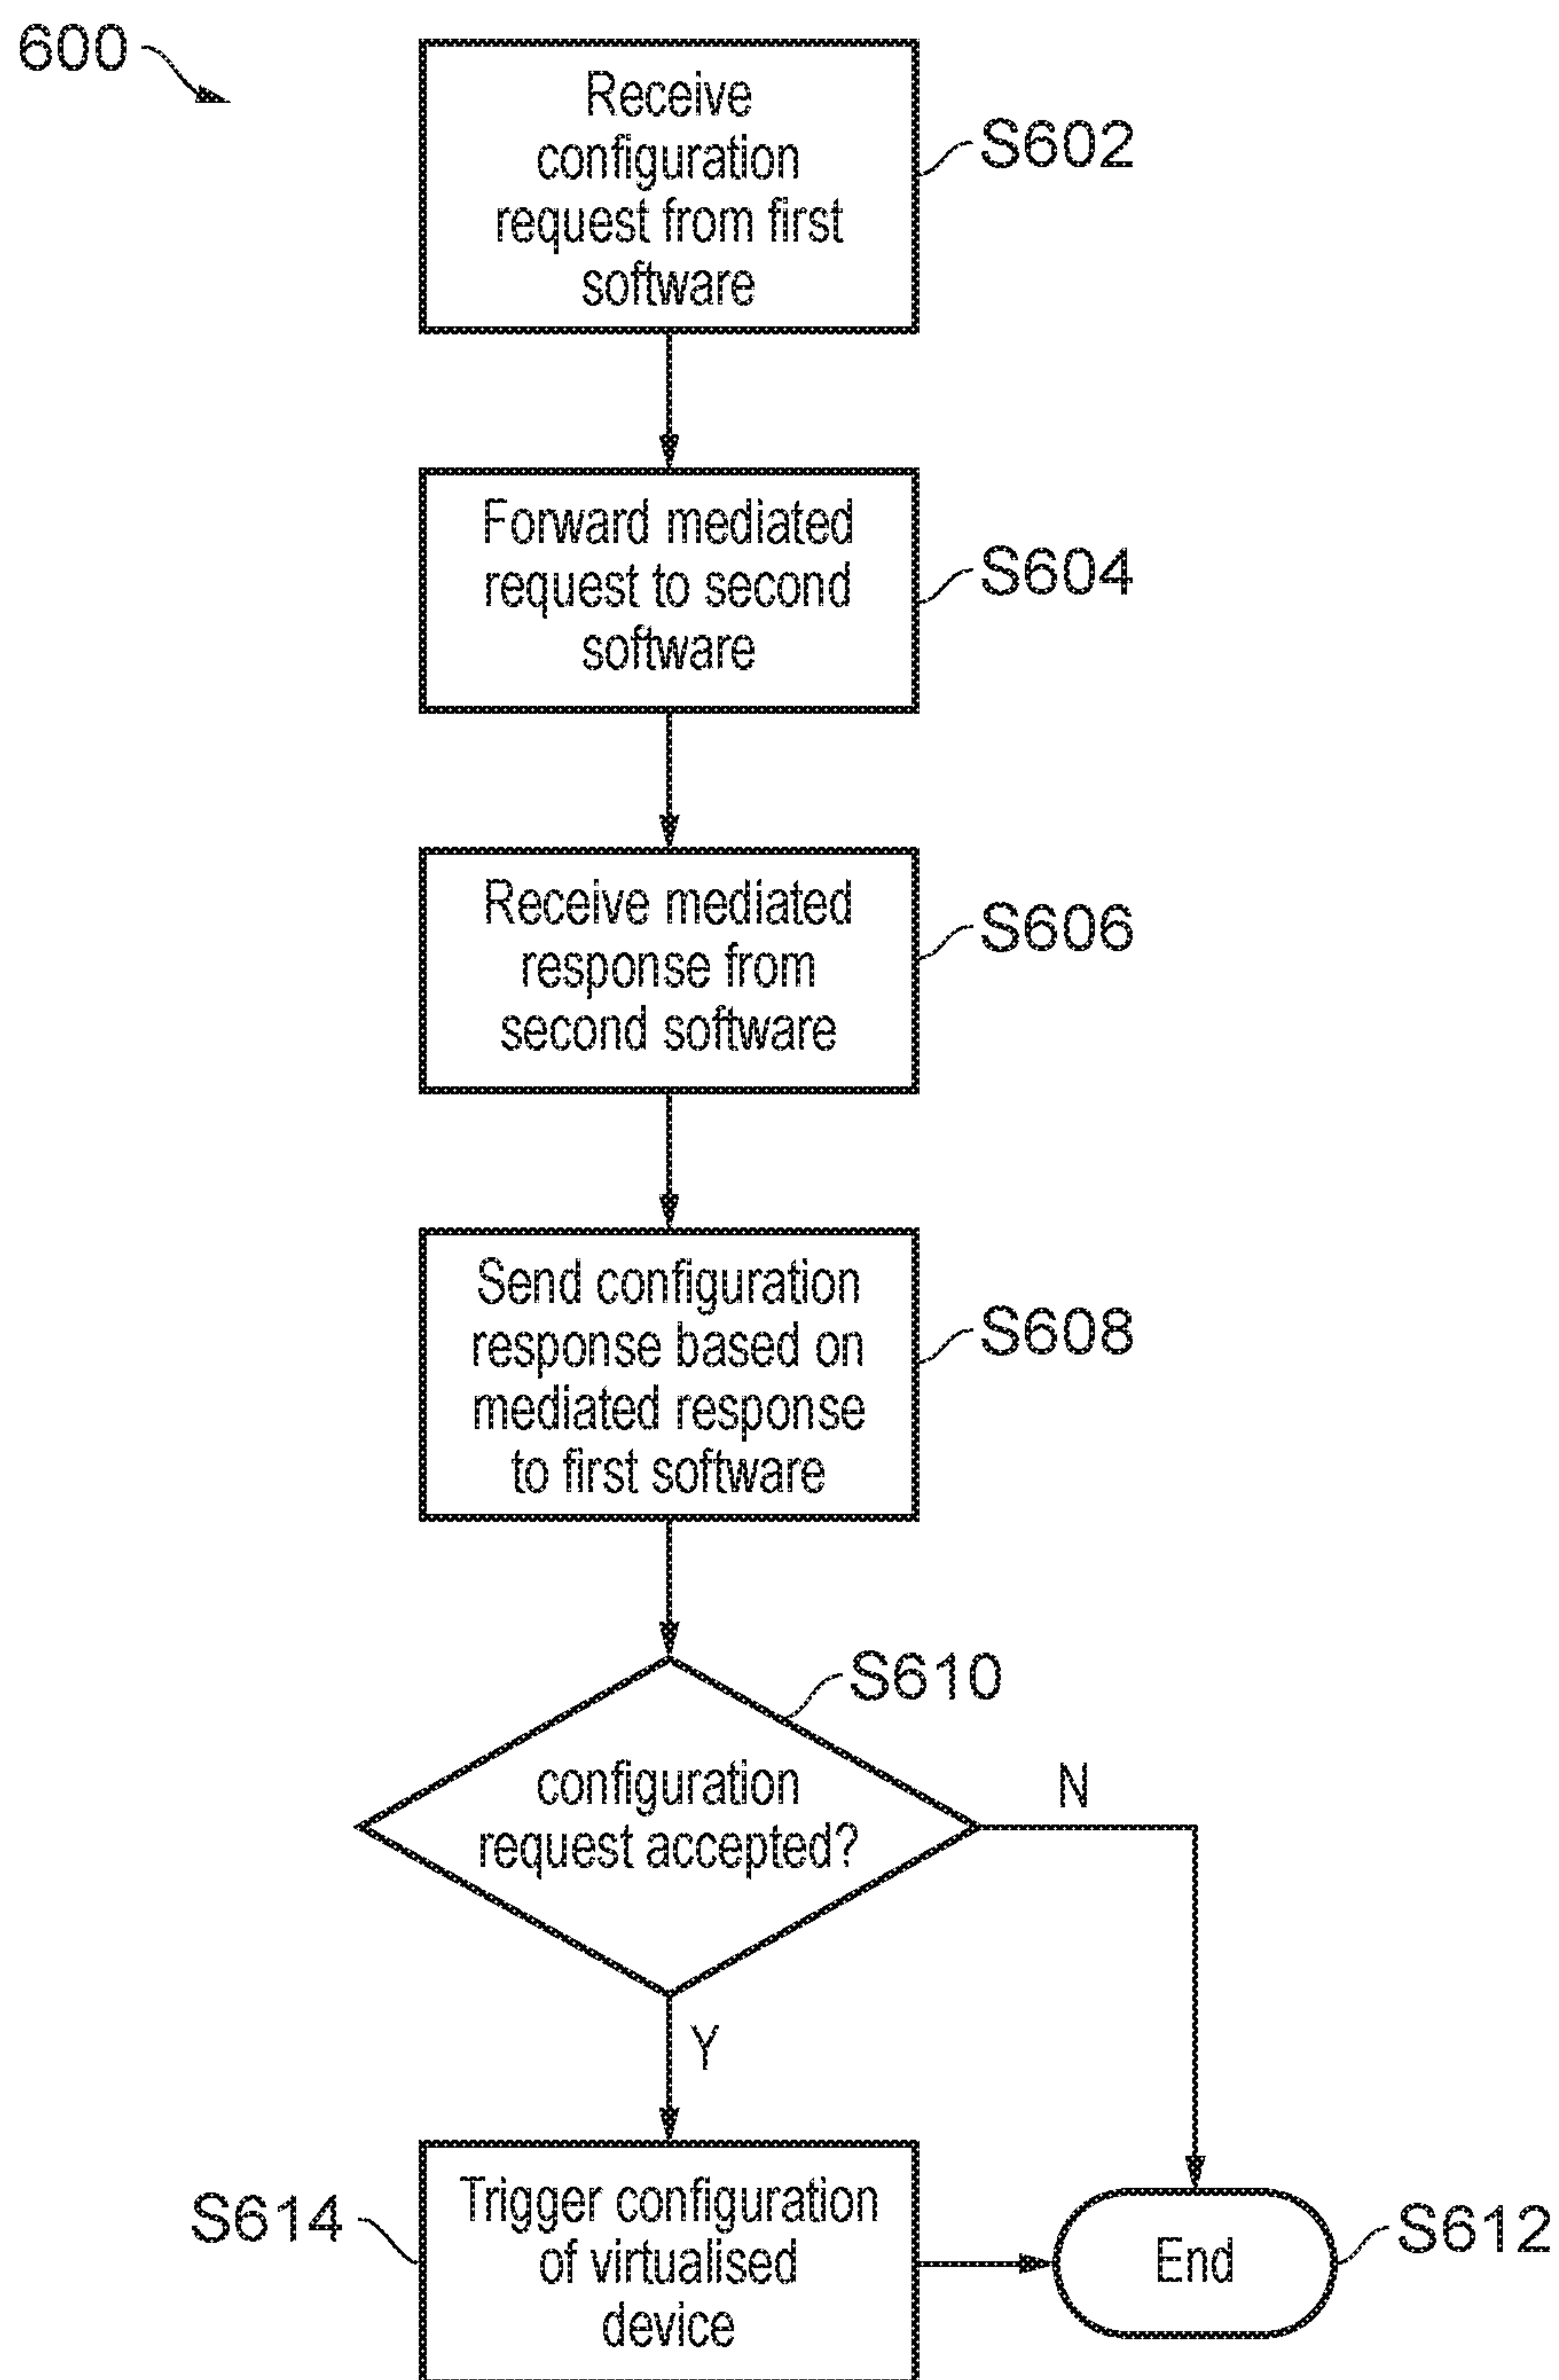 600
Receive
configuration
request from first
software
S602
Forward mediated
request to second
software
S604
Receive mediated
response from
second software
S606
Send configuration
response based on
mediated response
to first software
S608
S610
configuration
request accepted?
N
Y
S614
Trigger configuration
of virtualised
device
End
S612